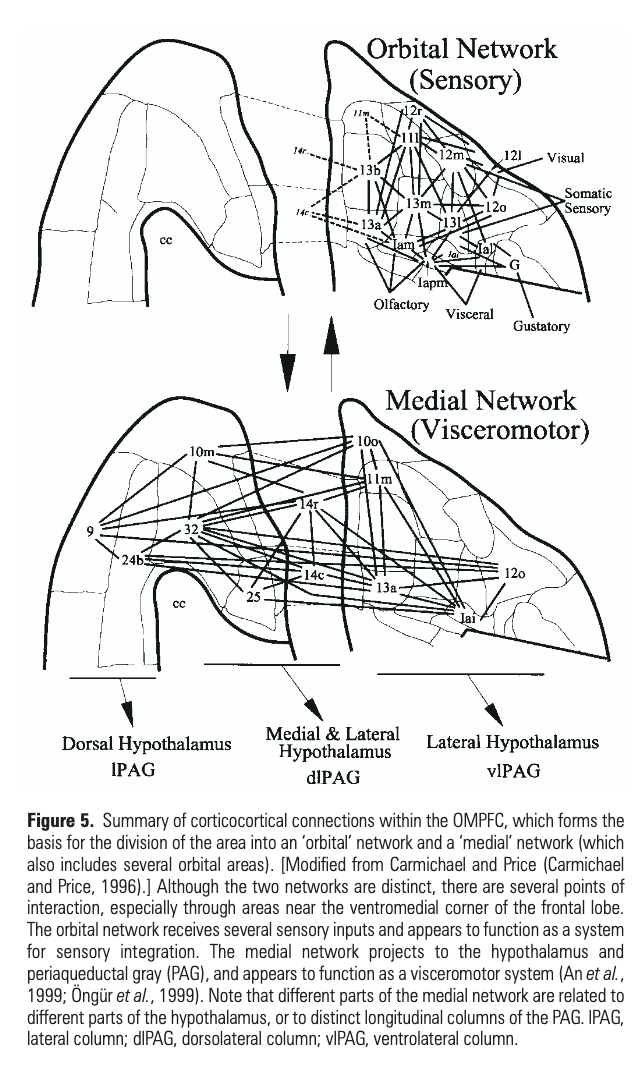 Orbital Network
(Sensory)
11m
12r
11l
14r
12m
12l
Visual
13b
Somatic
Sensory
14c
13m
12o
13a
13l
Iam
Ial
Iai
G
Iapm
cc
Olfactory
Visceral
Gustatory
Medial Network
(Visceromotor)
10m
10o
11m
14r
9
32
24b
14c
12o
25
13a
Iai
cc
Dorsal Hypothalamus
lPAG
Medial & Lateral
Hypothalamus
dlPAG
Lateral Hypothalamus
vlPAG
Figure 5. Summary of corticocortical connections within the OMPFC, which forms the
basis for the division of the area into an ‘orbital’ network and a ‘medial’ network (which
also includes several orbital areas). [Modified from Carmichael and Price (Carmichael
and Price, 1996).] Although the two networks are distinct, there are several points of
interaction, especially through areas near the ventromedial corner of the frontal lobe.
The orbital network receives several sensory inputs and appears to function as a system
for sensory integration. The medial network projects to the hypothalamus and
periaqueductal gray (PAG), and appears to function as a visceromotor system (An et al.,
1999; Öngür et al., 1999). Note that different parts of the medial network are related to
different parts of the hypothalamus, or to distinct longitudinal columns of the PAG. lPAG,
lateral column; dlPAG, dorsolateral column; vlPAG, ventrolateral column.